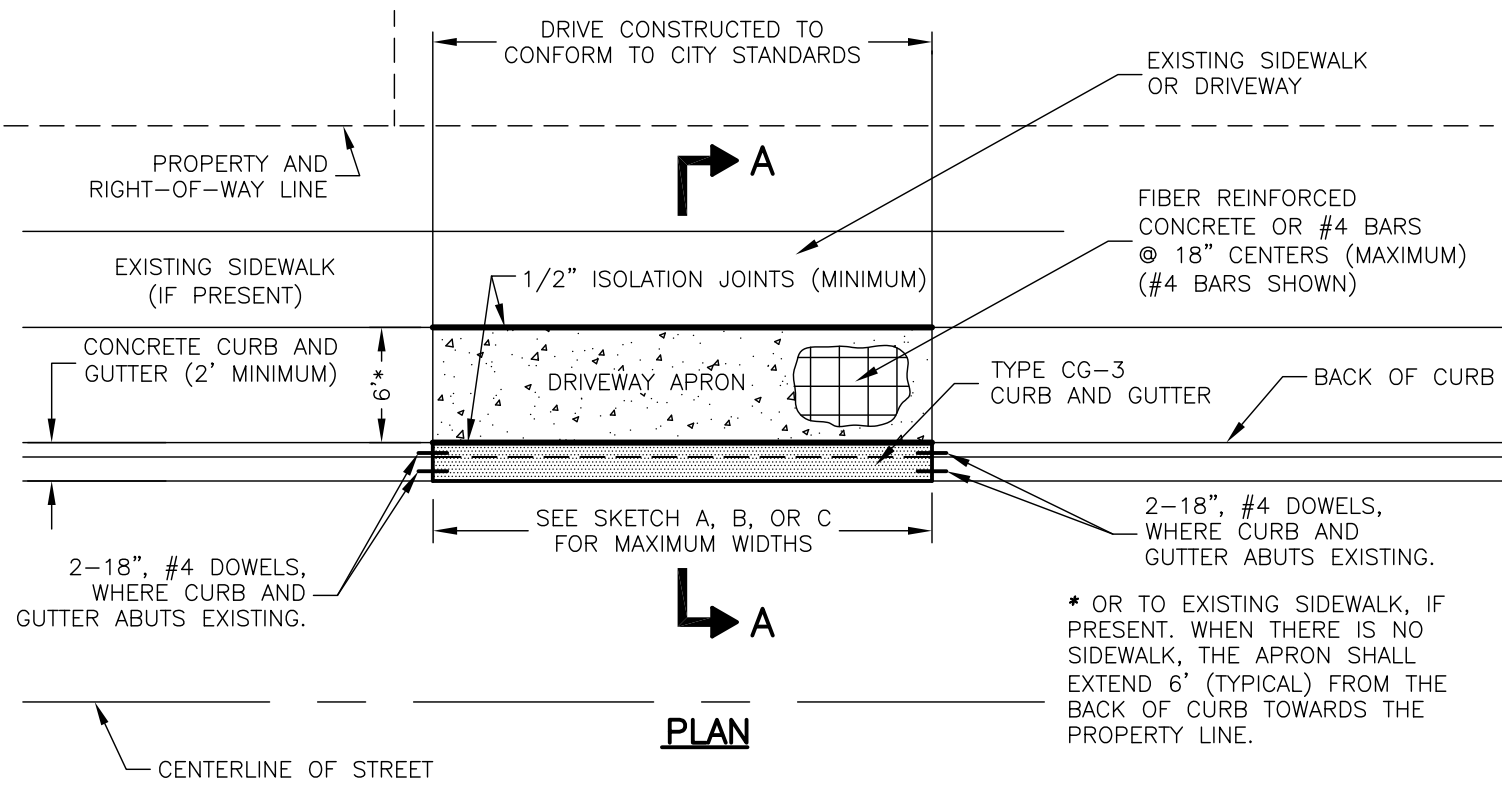 DRIVE CONSTRUCTED TO
CONFORM TO CITY STANDARDS
EXISTING SIDEWALK
OR DRIVEWAY
PROPERTY AND
RIGHT-OF-WAY LINE
A
FIBER REINFORCED
CONCRETE OR #4 BARS
@ 18" CENTERS (MAXIMUM)
(#4 BARS SHOWN)
EXISTING SIDEWALK
(IF PRESENT)
1/2" ISOLATION JOINTS (MINIMUM)
CONCRETE CURB AND
GUTTER (2' MINIMUM)
6'*
DRIVEWAY APRON
TYPE CG-3
CURB AND GUTTER
BACK OF CURB
SEE SKETCH A, B, OR C
FOR MAXIMUM WIDTHS
2-18", #4 DOWELS,
WHERE CURB AND
GUTTER ABUTS EXISTING.
2-18", #4 DOWELS,
WHERE CURB AND
GUTTER ABUTS EXISTING.
A
* OR TO EXISTING SIDEWALK, IF
PRESENT. WHEN THERE IS NO
SIDEWALK, THE APRON SHALL
EXTEND 6' (TYPICAL) FROM THE
BACK OF CURB TOWARDS THE
PROPERTY LINE.
PLAN
CENTERLINE OF STREET